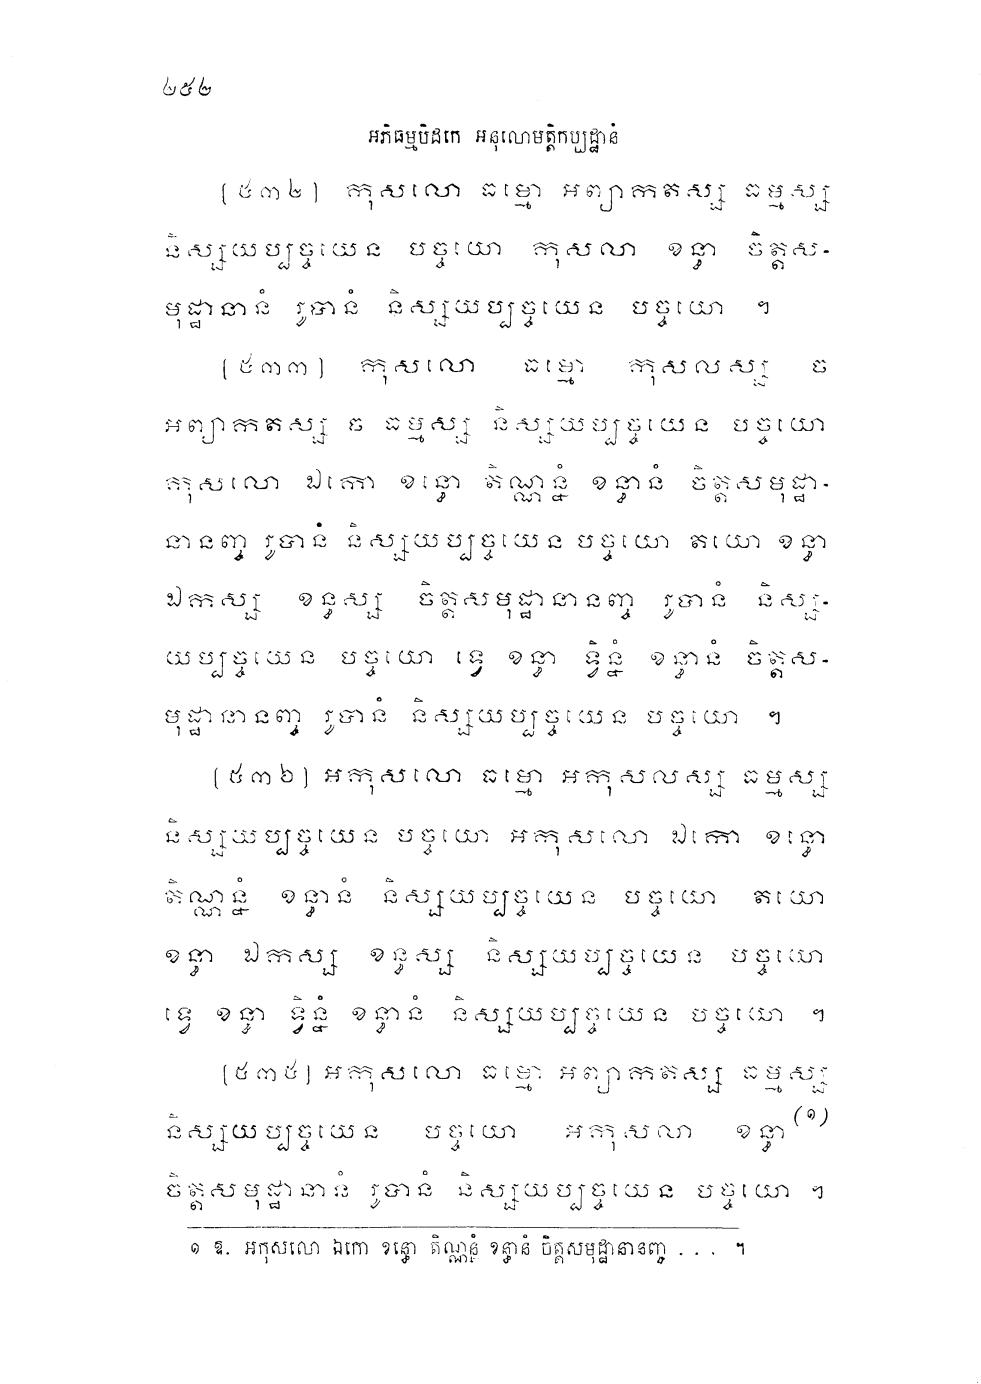 ២៥២
អភិធម្មបិដកេ អនុលោមត្តិកប្បដ្ឋានំ
[៥៣២] កុសលោ ធម្មោ អព្យាកតស្ស ធម្មស្ស
និស្សយប្បច្ចយេន បច្ចយោ កុសលា ខន្ធា ចិត្តស-
មុដ្ឋានានំ រូបានំ និស្សយប្បច្ចយេន បច្ចយោ ។
[៥៣៣] កុសលោ ធម្មោ កុសលស្ស ច
អព្យាកតស្ស ច ធម្មស្ស និស្សយប្បច្ចយេន បច្ចយោ
កុសលោ ឯកោ ខន្ធោ តិណ្ណន្នំ ខន្ធានំ ចិត្តសមុដ្ឋា-
នានញ្ច រូបានំ និស្សយប្បច្ចយេន បច្ចយោ តយោ ខន្ធា
ឯកស្ស ខន្ធស្ស ចិត្តសមុដ្ឋានានញ្ច រូបានំ និស្ស-
យប្បច្ចយេន បច្ចយោ ទ្វេ ខន្ធា ទ្វិន្នំ ខន្ធានំ ចិត្តស-
មុដ្ឋានានញ្ច រូបានំ និស្សយប្បច្ចយេន បច្ចយោ ។
[៥៣៤] អកុសលោ ធម្មោ អកុសលស្ស ធម្មស្ស
និស្សយប្បច្ចយេន បច្ចយោ អកុសលោ ឯកោ ខន្ធោ
តិណ្ណន្នំ ខន្ធានំ និស្សយប្បច្ចយេន បច្ចយោ តយោ
ខន្ធា ឯកស្ស ខន្ធស្ស និស្សយប្បច្ចយេន បច្ចយោ
ទ្វេ ខន្ធា ទ្វិន្នំ ខន្ធានំ និស្សយប្បច្ចយេន បច្ចយោ ។
[៥៣៥] អកុសលោ ធម្មោ អព្យាកតស្ស ធម្មស្ស
និស្សយប្បច្ចយេន បច្ចយោ អកុសលា ខន្ធា (១)
ចិត្តសមុដ្ឋានានំ រូបានំ និស្សយប្បច្ចយេន បច្ចយោ ។
១ ឱ. អកុសលោ ឯកោ ខន្ធោ តិណ្ណន្នំ ខន្ធានំ ចិត្តសមុដ្ឋានានញ្ច . . . ។